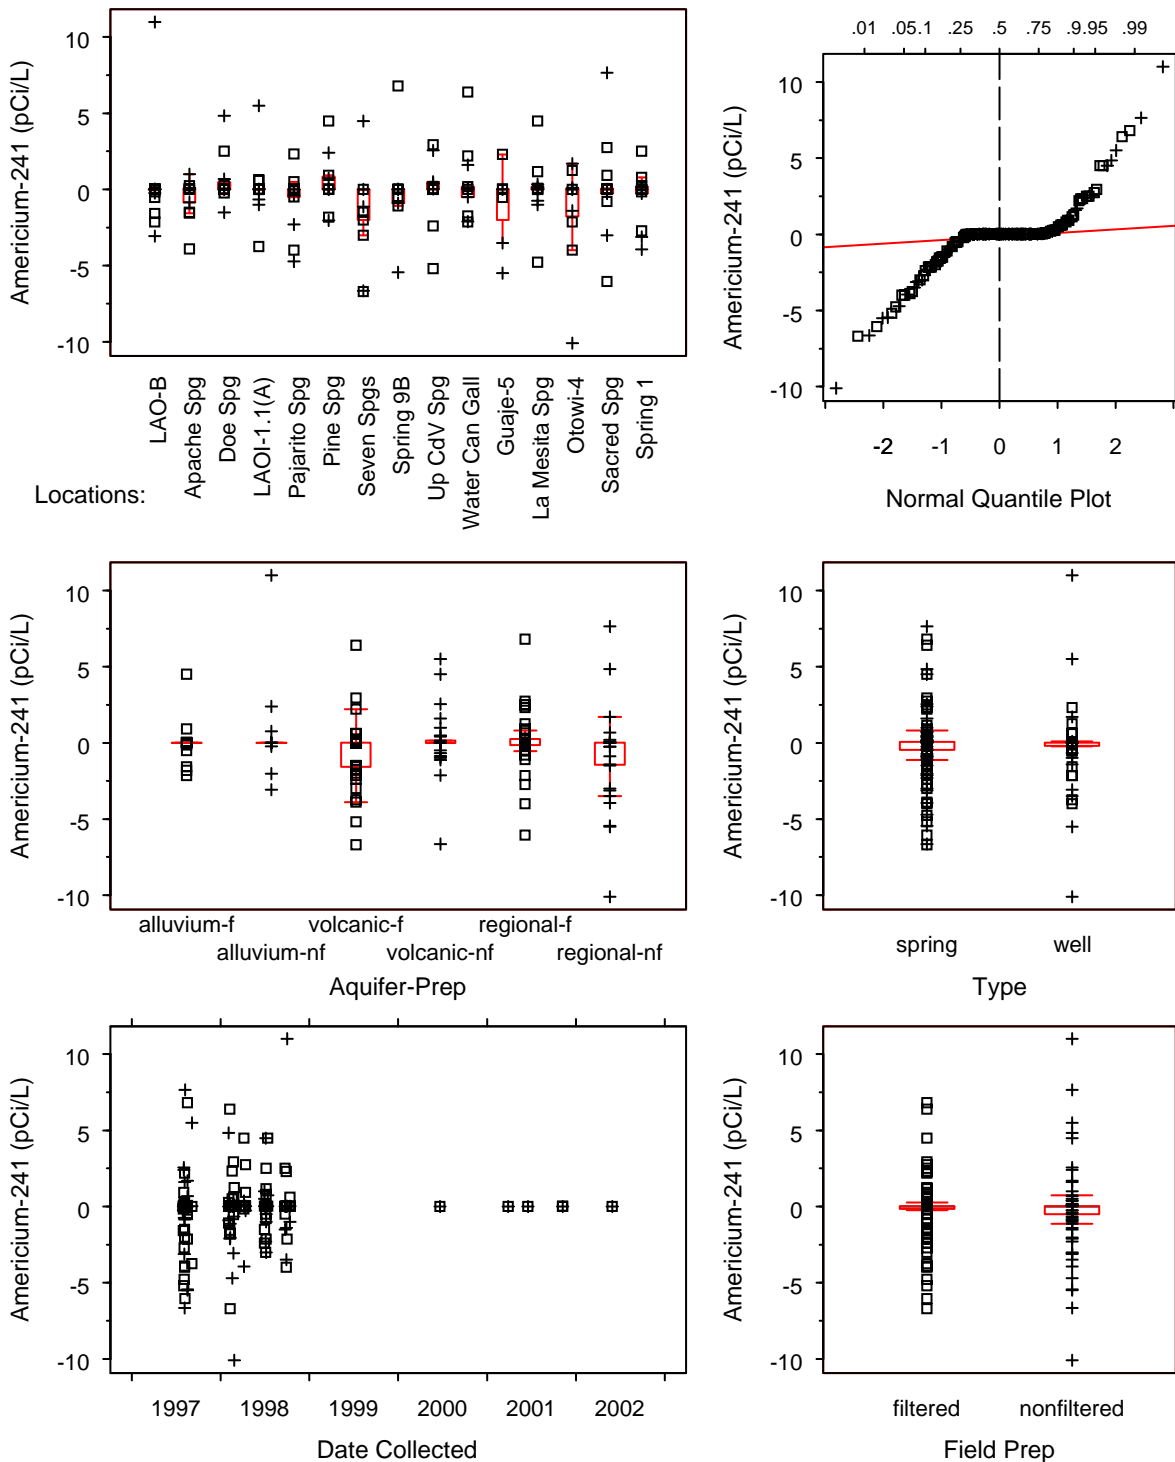 Americium-241 (pCi/L)
10
5
0
-5
-10
LAO-B
Apache Spg
Doe Spg
LAOI-1.1(A)
Pajarito Spg
Pine Spg
Seven Spgs
Spring 9B
Up CdV Spg
Water Can Gall
Guaje-5
La Mesita Spg
Otowi-4
Sacred Spg
Spring 1
Locations:
.01 .05 .1 .25 .5 .75 .9 .95 .99
Americium-241 (pCi/L)
10
5
0
-5
-10
-2 -1 0 1 2
Normal Quantile Plot
Americium-241 (pCi/L)
10
5
0
-5
-10
alluvium-f volcanic-f regional-f
alluvium-nf volcanic-nf regional-nf
Aquifer-Prep
Americium-241 (pCi/L)
10
5
0
-5
-10
spring well
Type
Americium-241 (pCi/L)
10
5
0
-5
-10
1997 1998 1999 2000 2001 2002
Date Collected
Americium-241 (pCi/L)
10
5
0
-5
-10
filtered nonfiltered
Field Prep